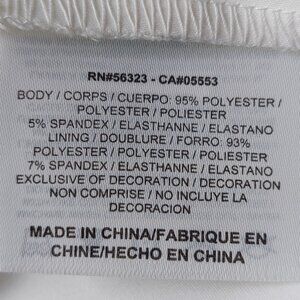 RN#56323 - CA#05553
BODY / CORPS / CUERPO: 95% POLYESTER /
POLYESTER / POLIESTER
5% SPANDEX / ELASTHANNE / ELASTANO
LINING / DOUBLURE / FORRO: 93%
POLYESTER / POLYESTER / POLIESTER
7% SPANDEX / ELASTHANNE / ELASTANO
EXCLUSIVE OF DECORATION / DECORATION
NON COMPRISE / NO INCLUYE LA
DECORACION
MADE IN CHINA/FABRIQUE EN
CHINE/HECHO EN CHINA